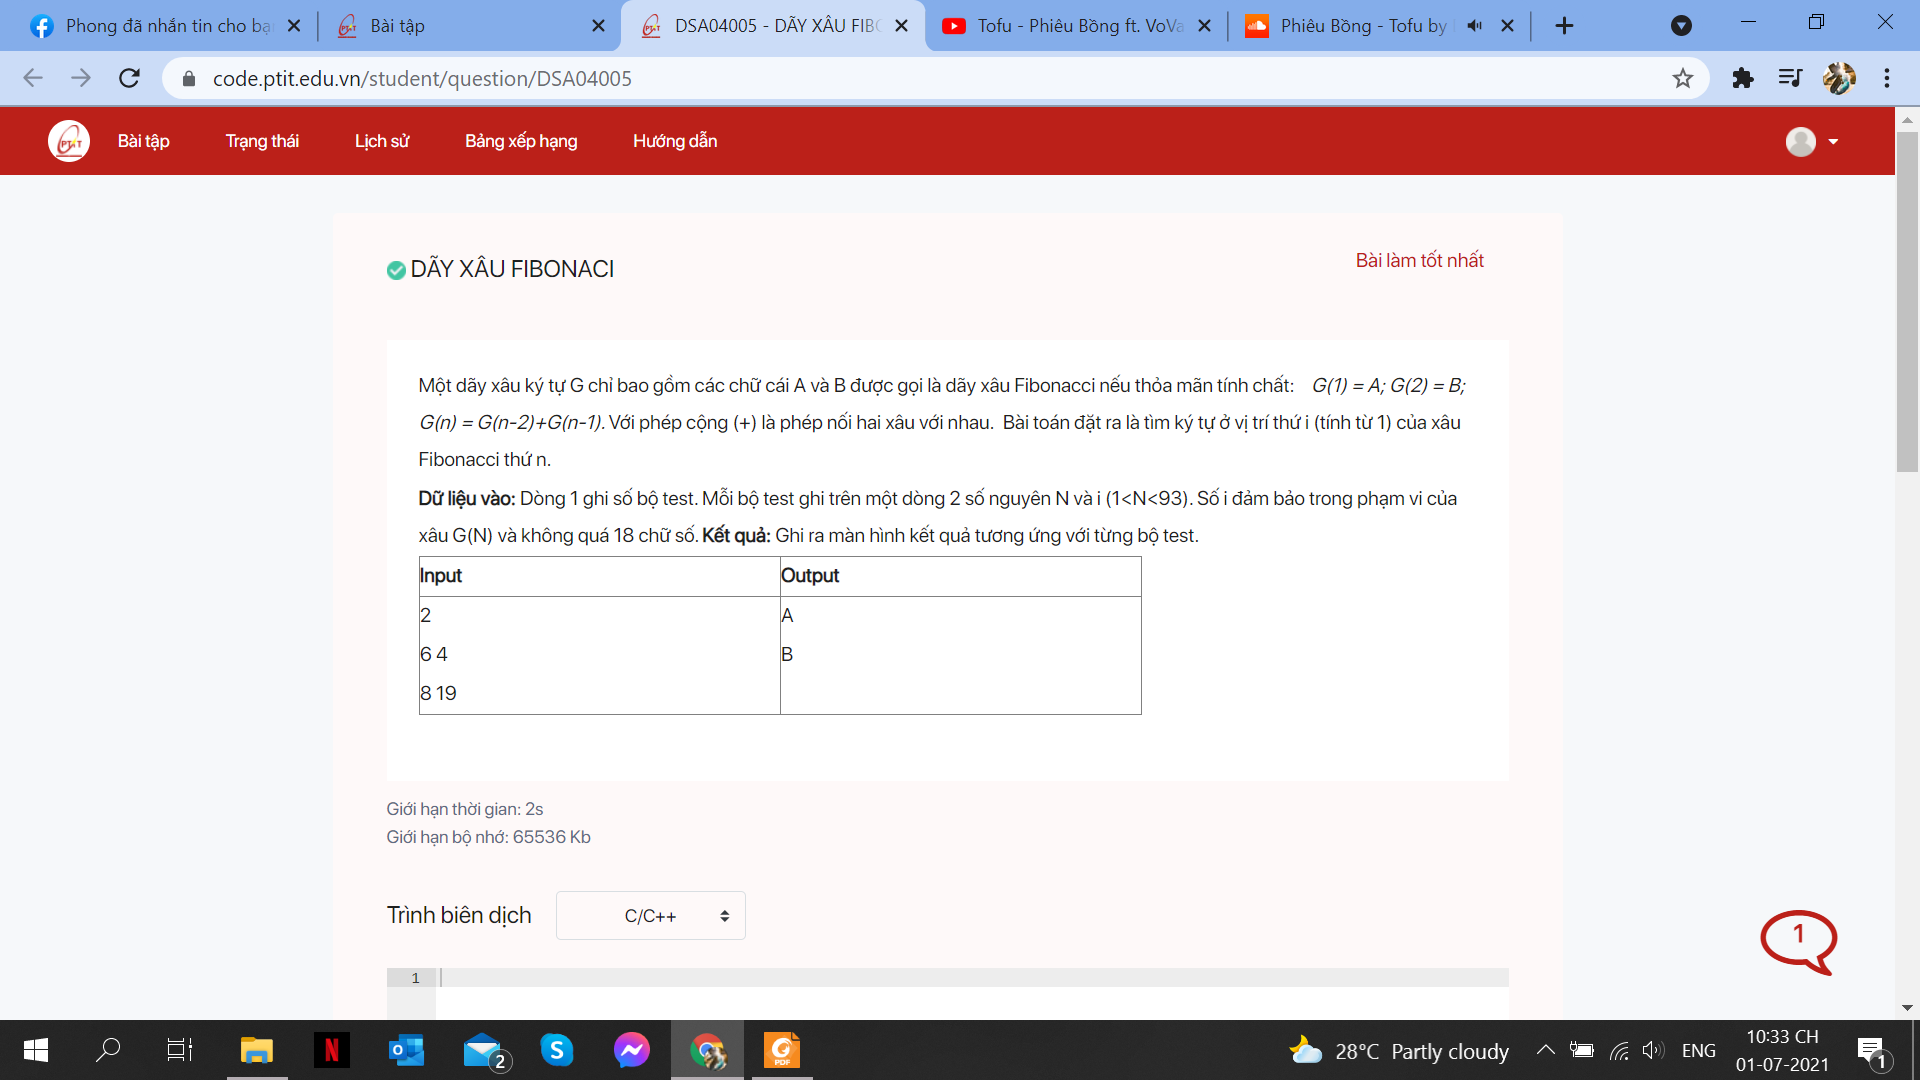 Phong đã nhắn tin cho bạ
Bài tập
DSA04005 - DÃY XÂU FIBO
Tofu - Phiêu Bồng ft. VoVa
Phiêu Bồng - Tofu by
code.ptit.edu.vn/student/question/DSA04005
PTIT
Bài tập
Trạng thái
Lịch sử
Bảng xếp hạng
Hướng dẫn
DÃY XÂU FIBONACI
Bài làm tốt nhất
Một dãy xâu ký tự G chỉ bao gồm các chữ cái A và B được gọi là dãy xâu Fibonacci nếu thỏa mãn tính chất: G(1) = A; G(2) = B;
G(n) = G(n-2)+G(n-1). Với phép cộng (+) là phép nối hai xâu với nhau. Bài toán đặt ra là tìm ký tự ở vị trí thứ i (tính từ 1) của xâu
Fibonacci thứ n.
Dữ liệu vào: Dòng 1 ghi số bộ test. Mỗi bộ test ghi trên một dòng 2 số nguyên N và i (1<N<93). Số i đảm bảo trong phạm vi của
xâu G(N) và không quá 18 chữ số. Kết quả: Ghi ra màn hình kết quả tương ứng với từng bộ test.
Input
Output
2
A
6 4
B
8 19
Giới hạn thời gian: 2s
Giới hạn bộ nhớ: 65536 Kb
Trình biên dịch
C/C++
1
1
N
2
PDF
28°C Partly cloudy
ENG
10:33 CH
01-07-2021
1